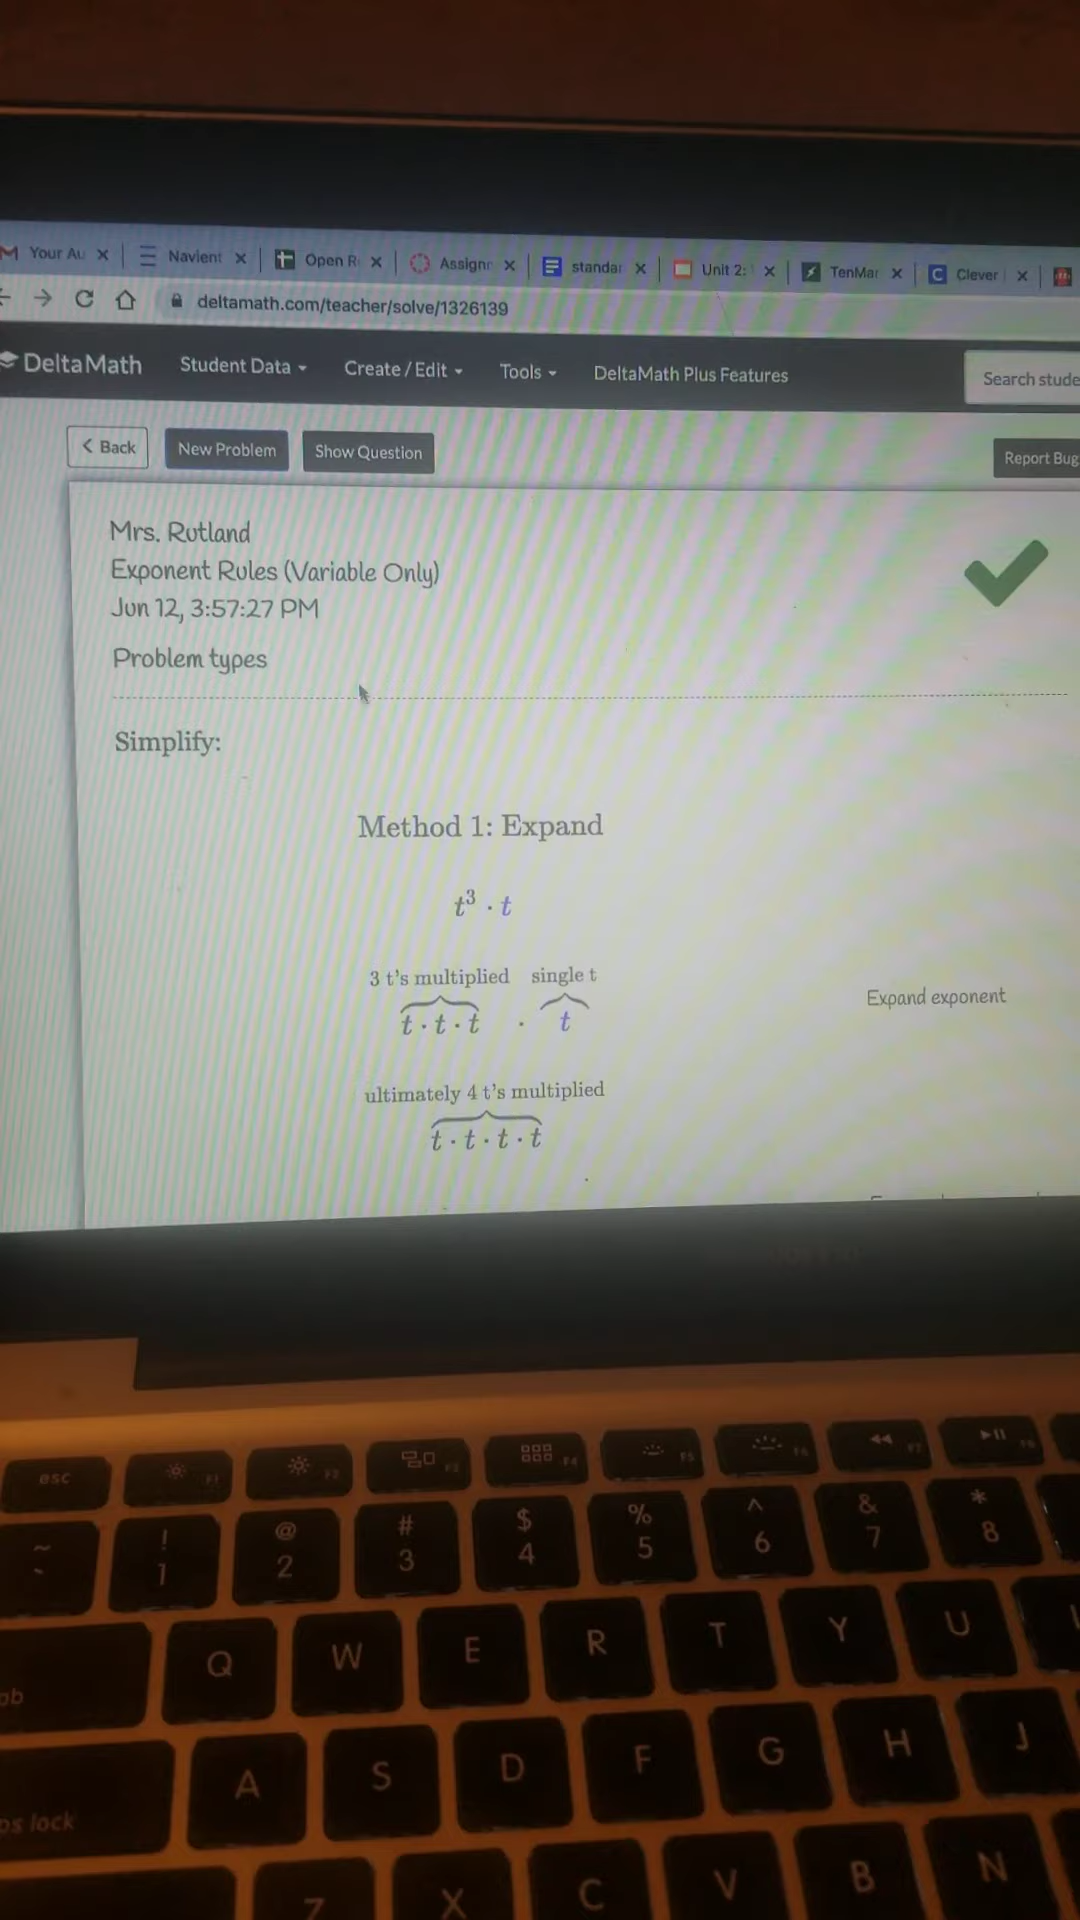 Your Au
Navient
Open R
Assignr
standar
Unit 2:
TenMar
Clever
deltamath.com/teacher/solve/1326139
DeltaMath
Student Data
Create / Edit
Tools
DeltaMath Plus Features
Search stude
Back
New Problem
Show Question
Report Bug
Mrs. Rutland
Exponent Rules (Variable Only)
Jun 12, 3:57:27 PM
Problem types
Simplify:
Method 1: Expand
t³ · t
3 t's multiplied single t
t · t · t · t
Expand exponent
ultimately 4 t's multiplied
t · t · t · t
esc F1 F2 F3 F4 F5 F6 F7 F8
~ ! @ # $ % ^ & *
` 1 2 3 4 5 6 7 8
Q W E R T Y U
A S D F G H J
ps lock
Z X C V B N